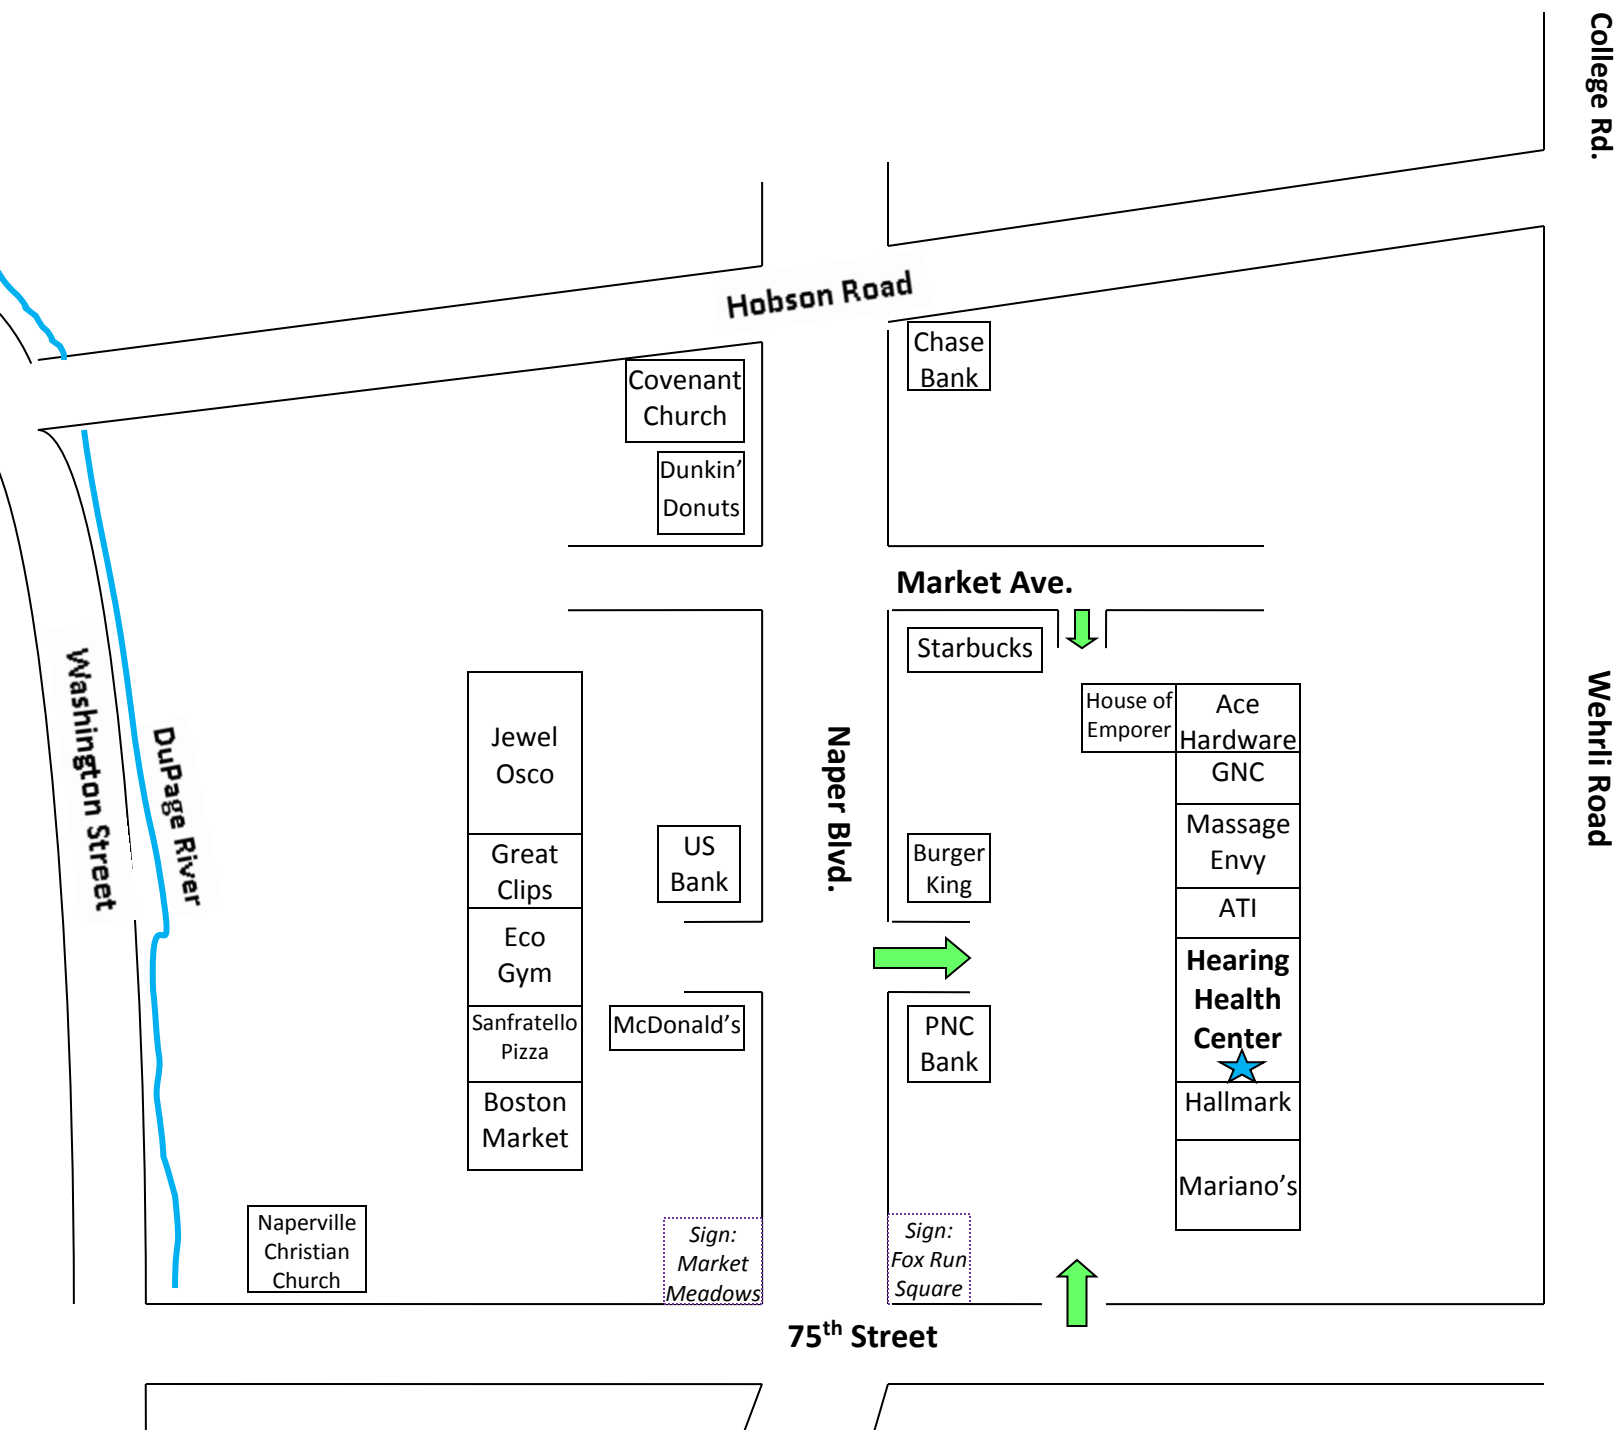 College Rd.
Hobson Road
Chase
Bank
Covenant
Church
Dunkin’
Donuts
Market Ave.
Starbucks
Washington Street
DuPage River
Jewel
Osco
Great
Clips
Eco
Gym
Sanfratello
Pizza
Boston
Market
US
Bank
McDonald’s
Naper Blvd.
Burger
King
PNC
Bank
House of
Emporer
Ace
Hardware
GNC
Massage
Envy
ATI
Hearing
Health
Center
Hallmark
Mariano’s
Wehrli Road
Naperville
Christian
Church
Sign:
Market
Meadows
Sign:
Fox Run
Square
75th Street